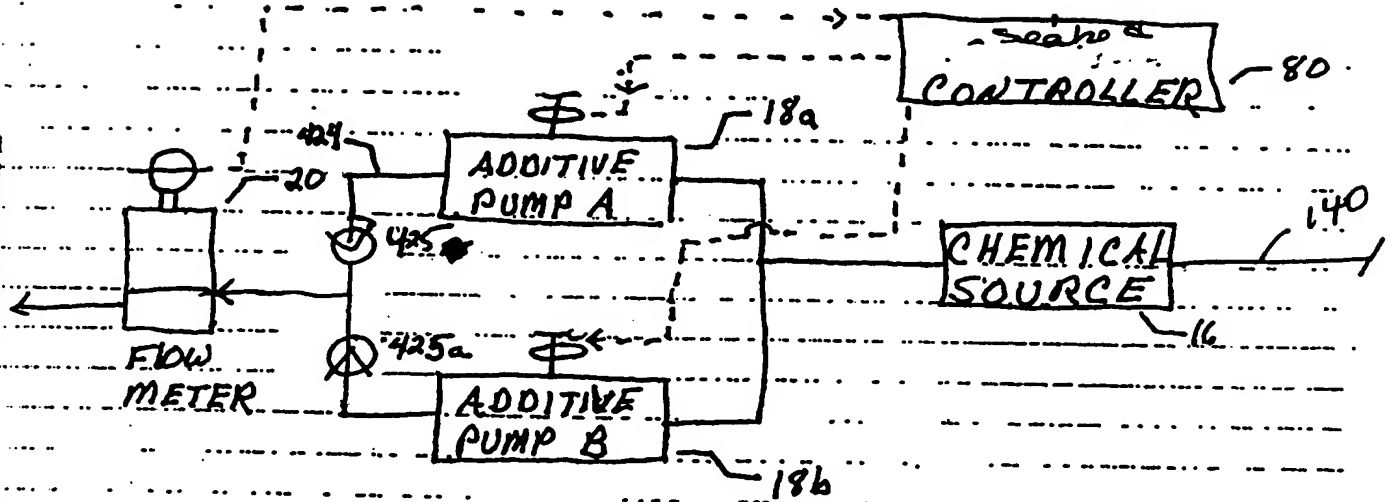 CONTROLLER
80
424
18a
ADDITIVE
PUMP A
20
425
140
CHEMICAL
SOURCE
16
425a
FLOW
METER
ADDITIVE
PUMP B
18b